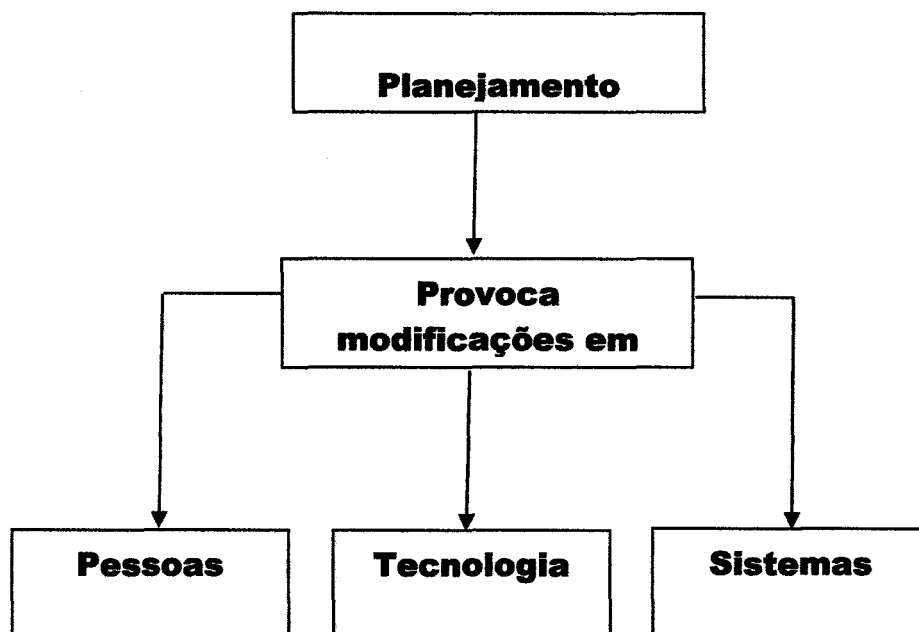 Planejamento
Provoca
modificações em
Pessoas
Tecnologia
Sistemas